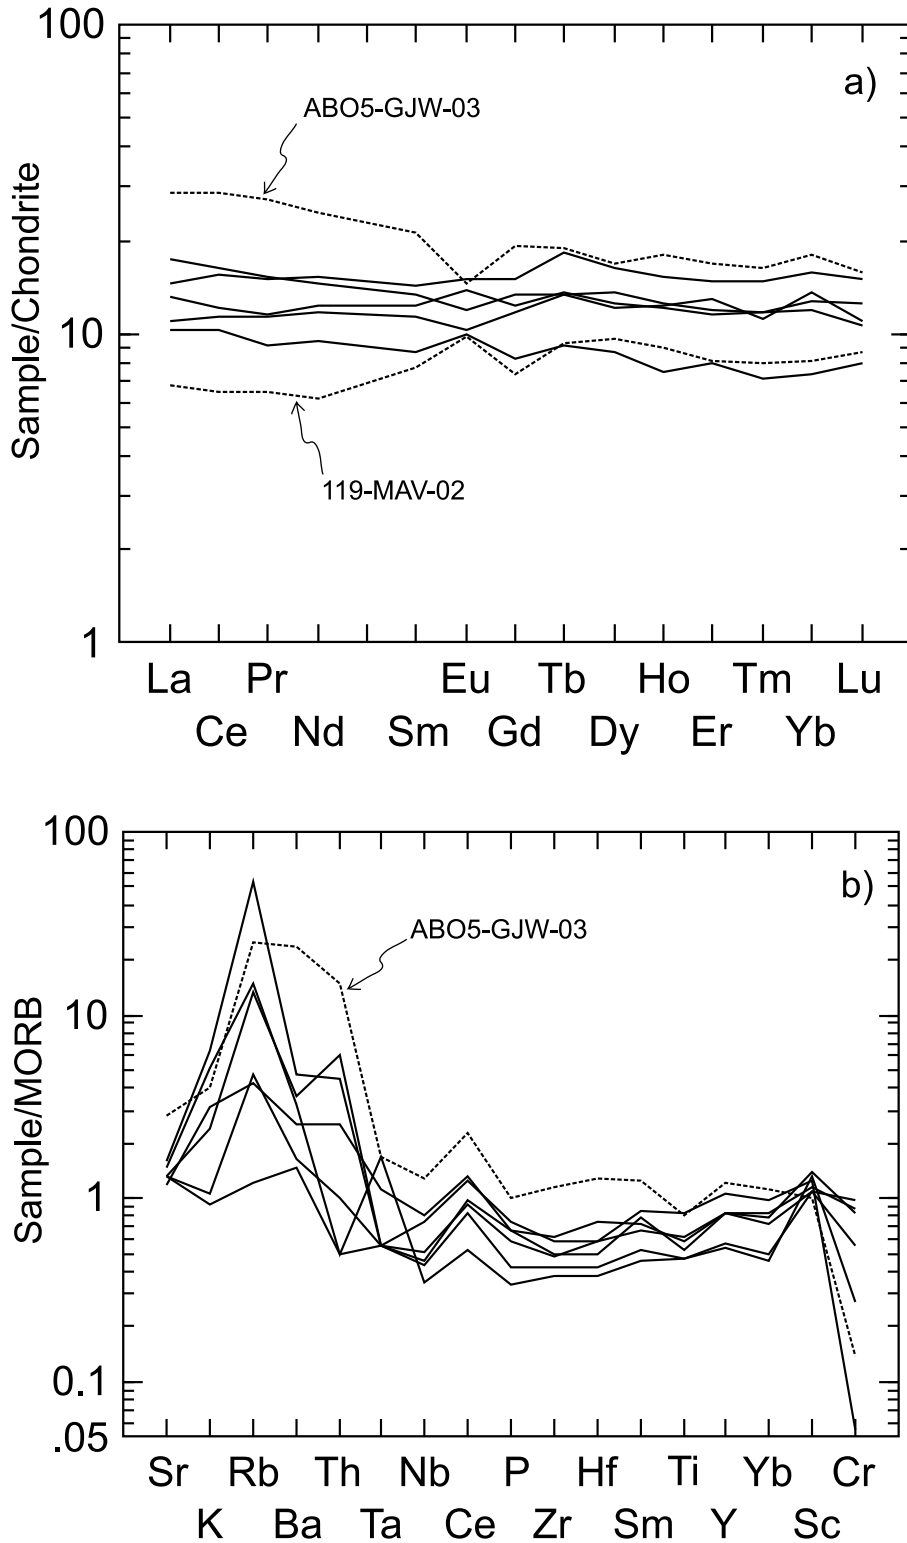 100
a)
ABO5-GJW-03
Sample/Chondrite
10
119-MAV-02
1
La Pr Eu Tb Ho Tm Lu
Ce Nd Sm Gd Dy Er Yb
100
b)
ABO5-GJW-03
Sample/MORB
10
1
0.1
.05
Sr Rb Th Nb P Hf Ti Yb Cr
K Ba Ta Ce Zr Sm Y Sc